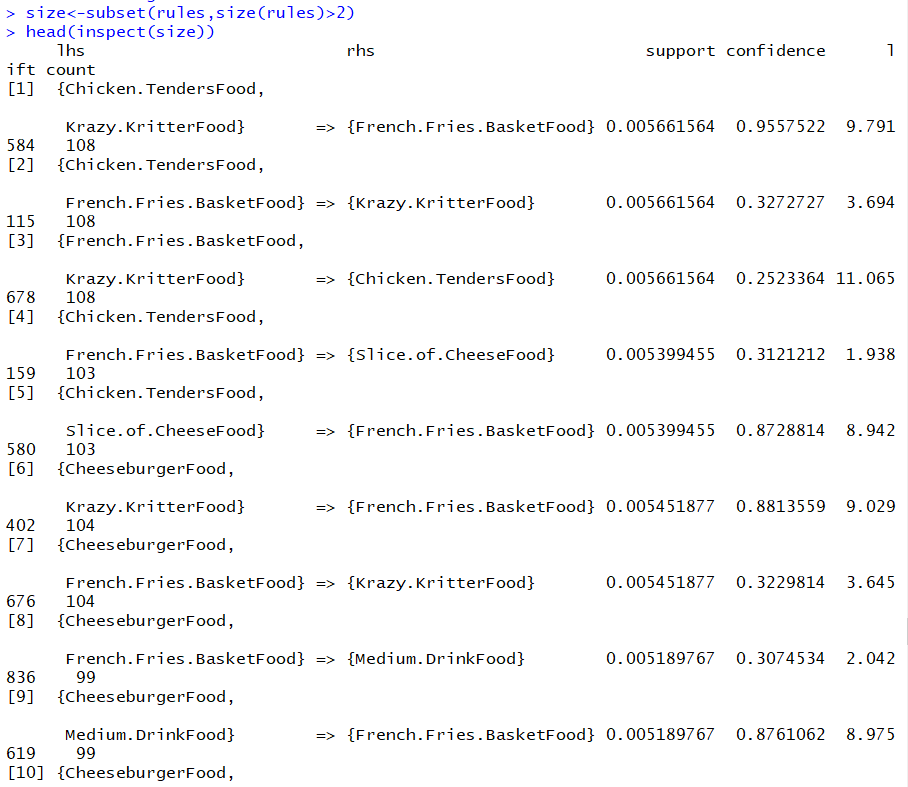 > size<-subset(rules,size(rules)>2)
> head(inspect(size))
lhs rhs support confidence l
ift count
[1] {Chicken.TendersFood,
Krazy.KritterFood} => {French.Fries.BasketFood} 0.005661564 0.9557522 9.791
584 108
[2] {Chicken.TendersFood,
French.Fries.BasketFood} => {Krazy.KritterFood} 0.005661564 0.3272727 3.694
115 108
[3] {French.Fries.BasketFood,
Krazy.KritterFood} => {Chicken.TendersFood} 0.005661564 0.2523364 11.065
678 108
[4] {Chicken.TendersFood,
French.Fries.BasketFood} => {Slice.of.CheeseFood} 0.005399455 0.3121212 1.938
159 103
[5] {Chicken.TendersFood,
Slice.of.CheeseFood} => {French.Fries.BasketFood} 0.005399455 0.8728814 8.942
580 103
[6] {CheeseburgerFood,
Krazy.KritterFood} => {French.Fries.BasketFood} 0.005451877 0.8813559 9.029
402 104
[7] {CheeseburgerFood,
French.Fries.BasketFood} => {Krazy.KritterFood} 0.005451877 0.3229814 3.645
676 104
[8] {CheeseburgerFood,
French.Fries.BasketFood} => {Medium.DrinkFood} 0.005189767 0.3074534 2.042
836 99
[9] {CheeseburgerFood,
Medium.DrinkFood} => {French.Fries.BasketFood} 0.005189767 0.8761062 8.975
619 99
[10] {CheeseburgerFood,